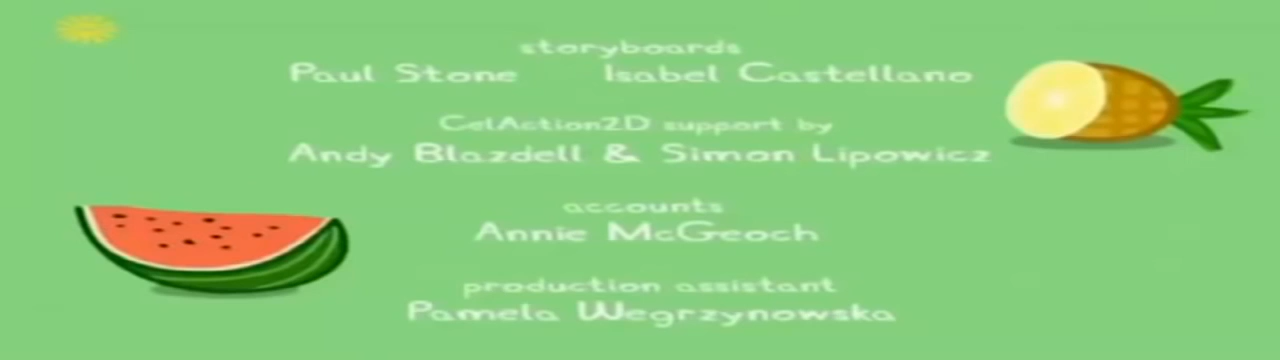 storyboards
Paul Stone Isabel Castellano
CelAction2D support by
Andy Blazdell & Simon Lipowicz
accounts
Annie McGeoch
production assistant
Pamela Wegrzynowska